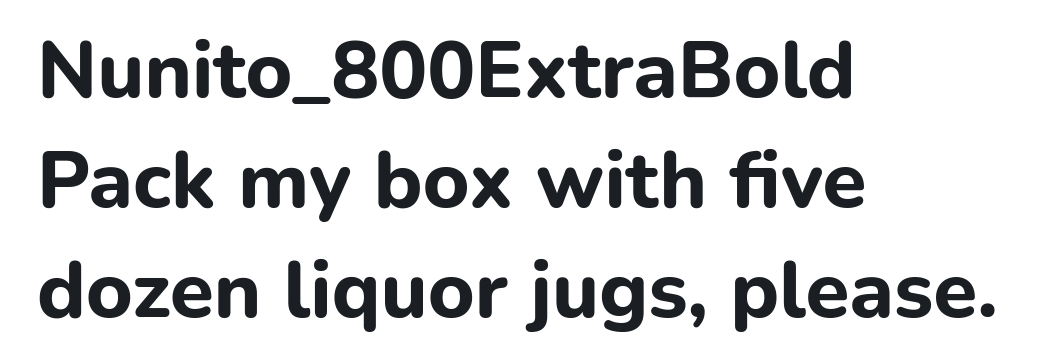 Nunito_800ExtraBold
Pack my box with five
dozen liquor jugs, please.